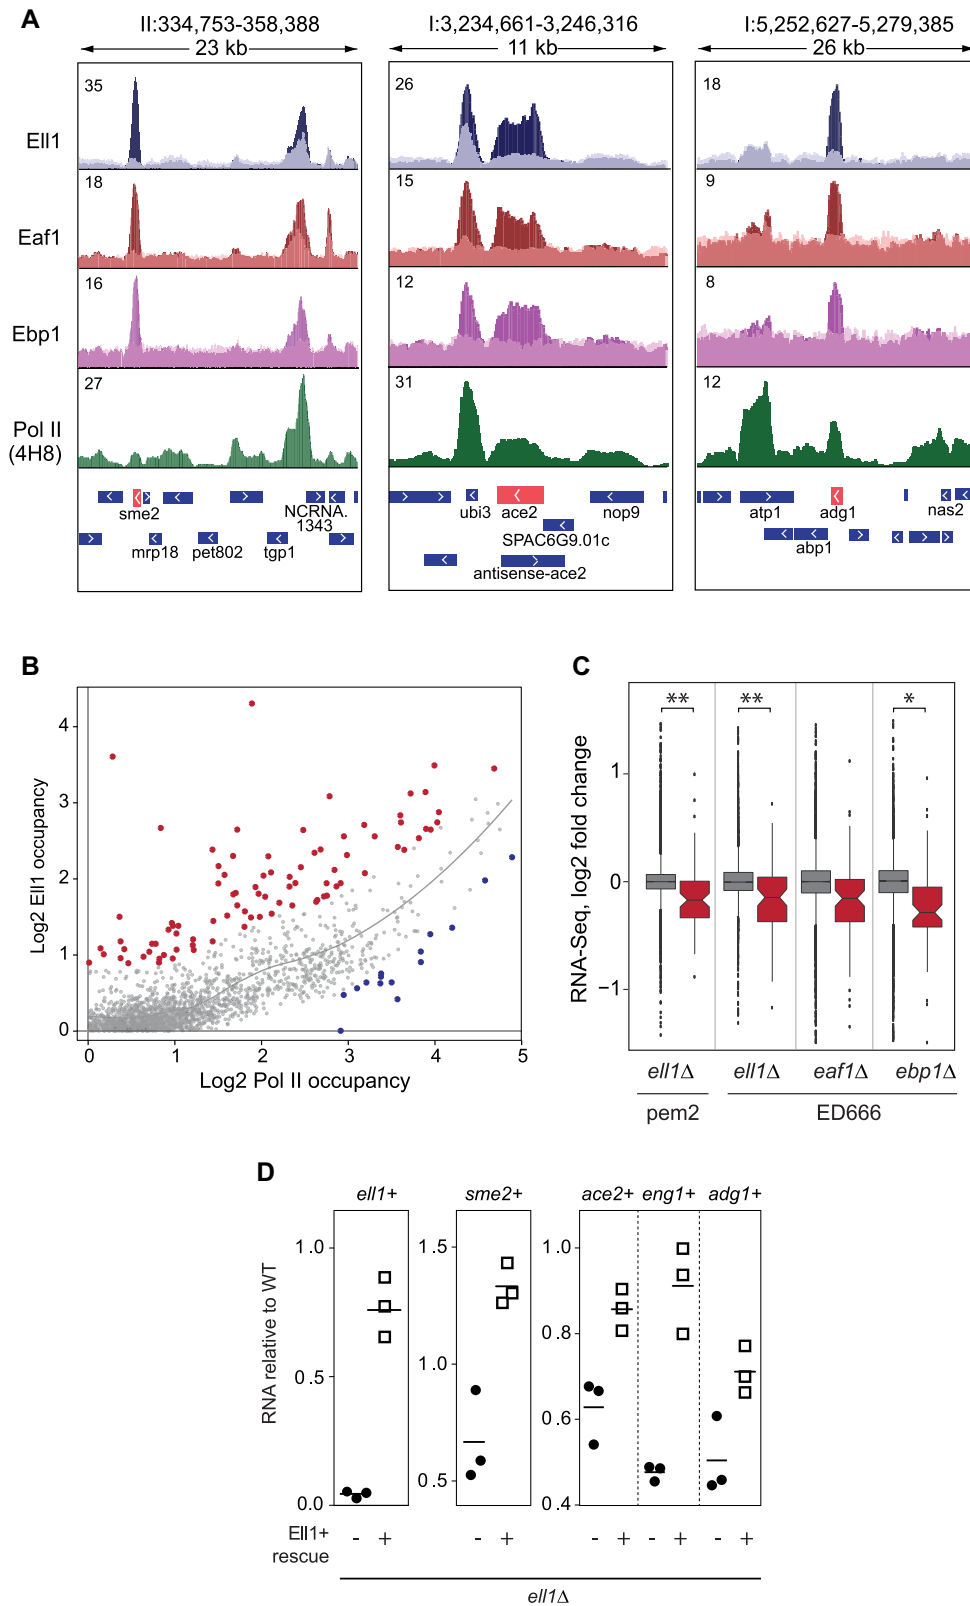 A
II:334,753-358,388
I:3,234,661-3,246,316
I:5,252,627-5,279,385
23 kb
11 kb
26 kb
Ell1
35
26
18
Eaf1
18
15
9
Ebp1
16
12
8
Pol II
(4H8)
27
31
12
sme2
NCRNA.
1343
mrp18
pet802
tgp1
ubi3
ace2
nop9
SPAC6G9.01c
antisense-ace2
atp1
adg1
nas2
abp1
B
Log2 Ell1 occupancy
4
3
2
1
0
0
1
2
3
4
5
Log2 Pol II occupancy
C
RNA-Seq, log2 fold change
1
0
−1
**
**
*
ell1Δ
ell1Δ
eaf1Δ
ebp1Δ
pem2
ED666
D
ell1+
sme2+
ace2+
eng1+
adg1+
RNA relative to WT
1.0
0.5
0.0
1.5
1.0
0.5
1.0
0.8
0.6
0.4
Ell1+
rescue
- + - + - + - + - +
ell1Δ